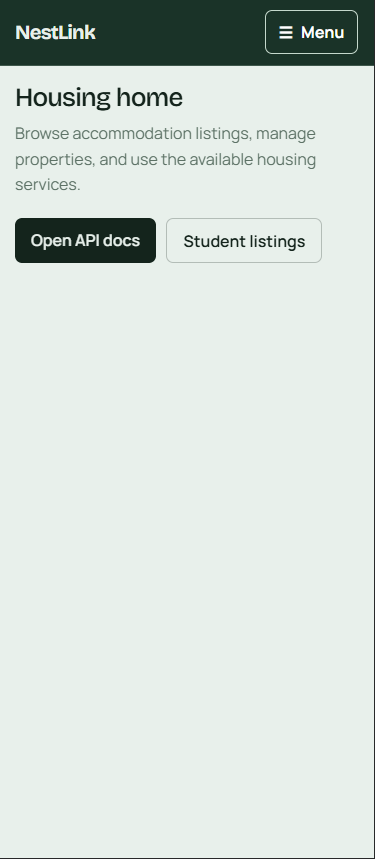 NestLink
☰ Menu
Housing home
Browse accommodation listings, manage
properties, and use the available housing
services.
Open API docs
Student listings